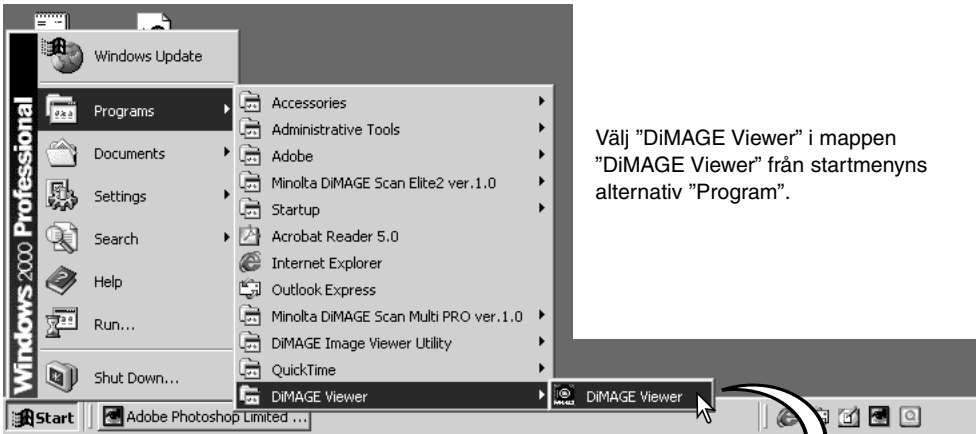 Windows Update
Programs
Documents
Settings
Search
Help
Run...
Shut Down...
Windows 2000 Professional
Accessories
Administrative Tools
Adobe
Minolta DiMAGE Scan Elite2 ver.1.0
Startup
Acrobat Reader 5.0
Internet Explorer
Outlook Express
Minolta DiMAGE Scan Multi PRO ver.1.0
DiMAGE Image Viewer Utility
QuickTime
DiMAGE Viewer
DiMAGE Viewer
Välj ”DiMAGE Viewer” i mappen
”DiMAGE Viewer” från startmenyns
alternativ ”Program”.
Start
Adobe Photoshop Limited ...